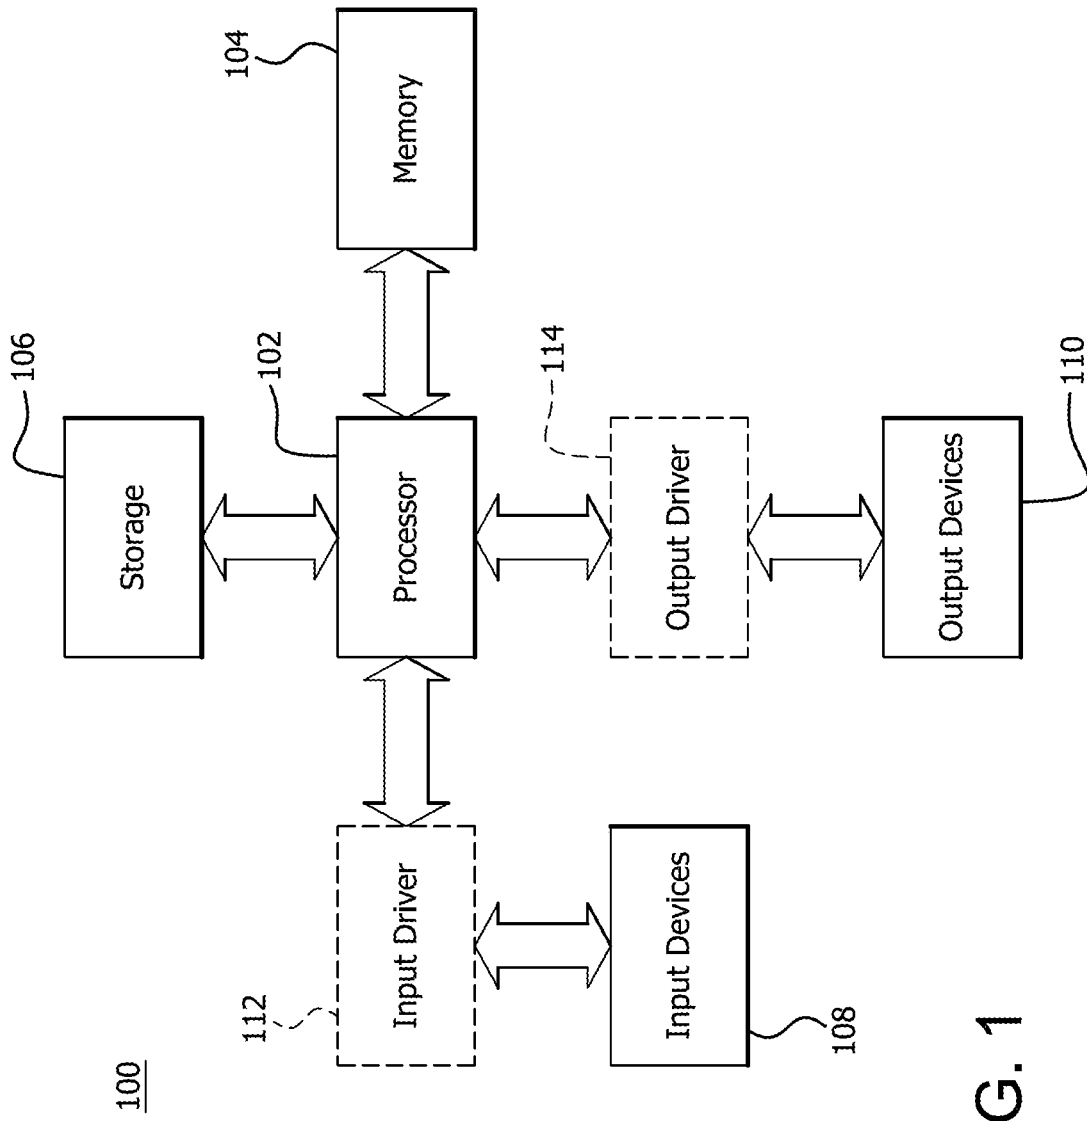 106
100
Storage
104
112
102
Input Driver
Processor
Memory
114
Input Devices
Output Driver
108
Output Devices
G. 1
110